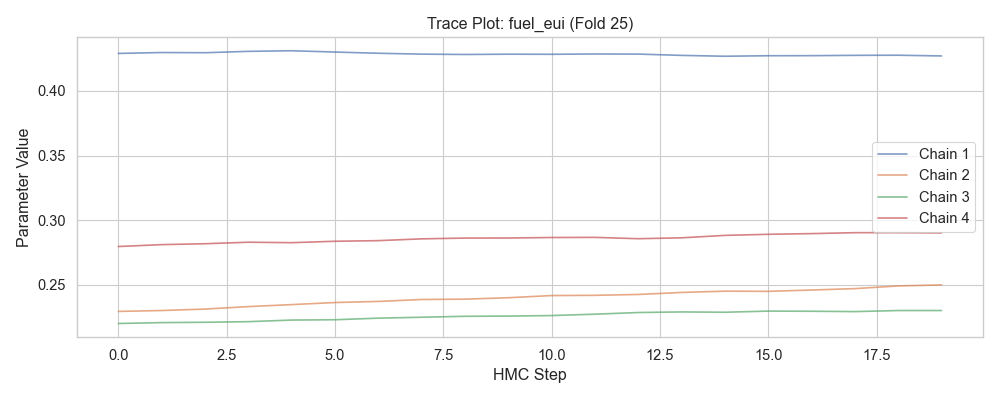 Trace Plot: fuel_eui (Fold 25)
Parameter Value
0.40
0.35
0.30
0.25
Chain 1
Chain 2
Chain 3
Chain 4
0.0 2.5 5.0 7.5 10.0 12.5 15.0 17.5
HMC Step